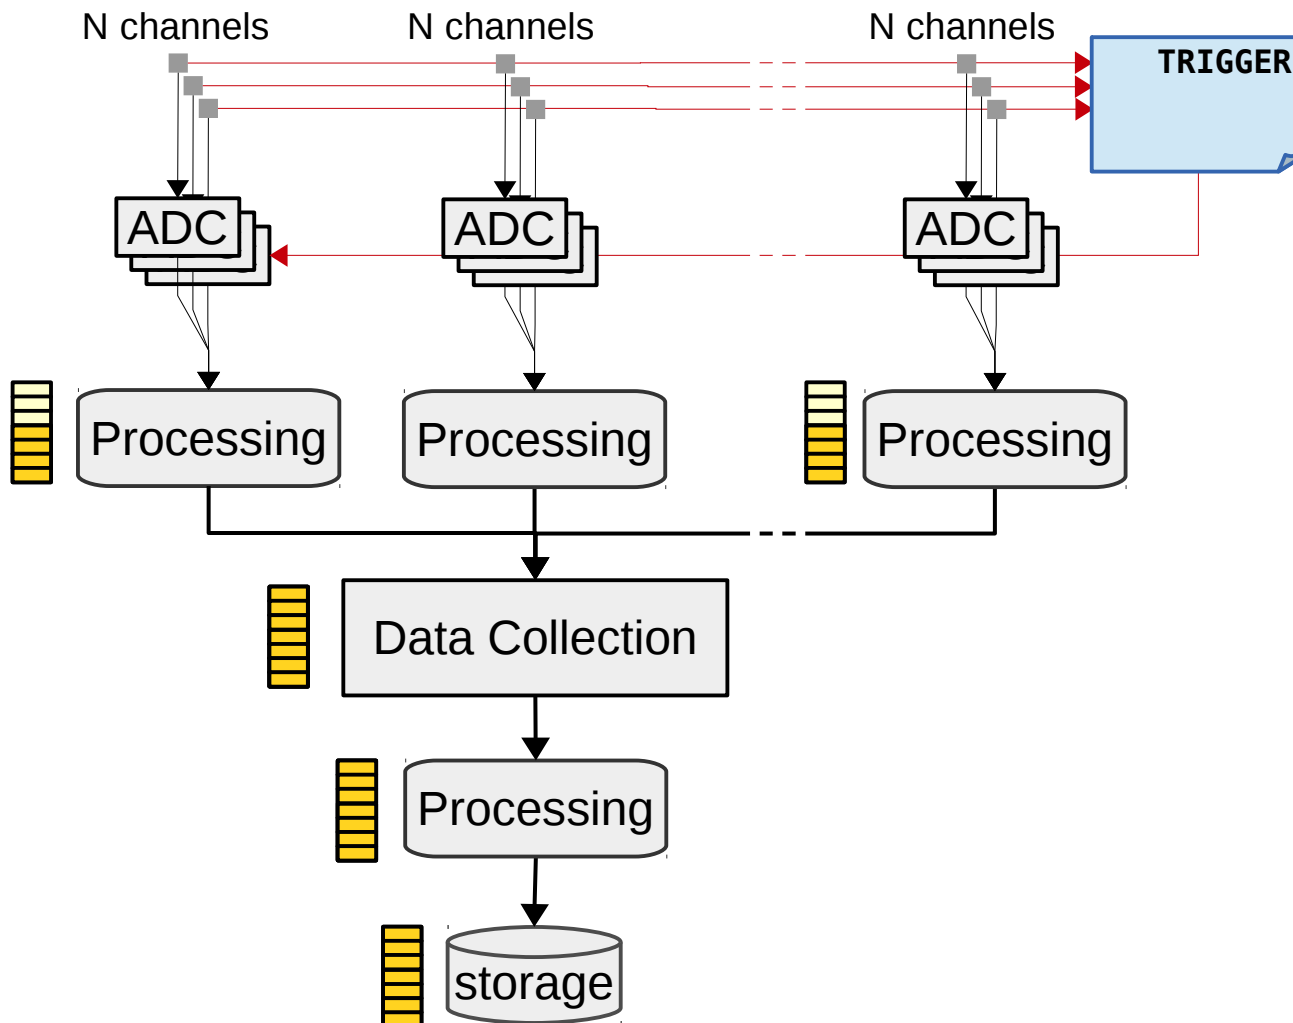 N channels
N channels
N channels
TRIGGER
ADC
ADC
ADC
Processing
Processing
Processing
Data Collection
Processing
storage